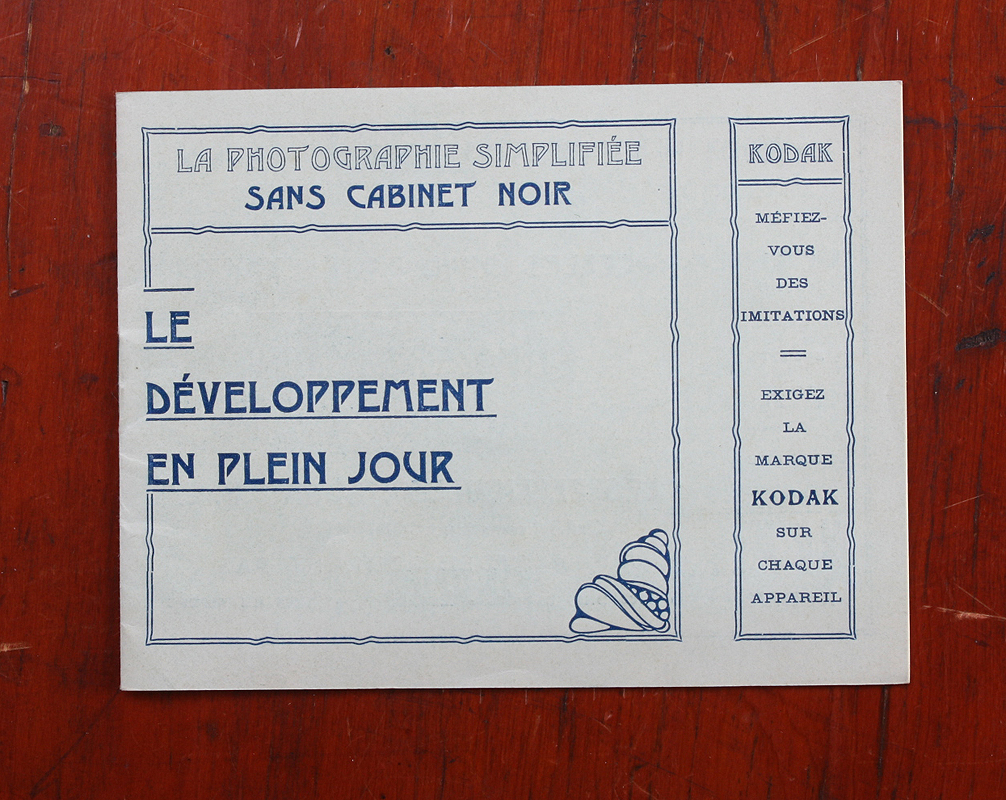 LA PHOTOGRAPHIE SIMPLIFIÉE
SANS CABINET NOIR
LE
DÉVELOPPEMENT
EN PLEIN JOUR
KODAK
MÉFIEZ-
VOUS
DES
IMITATIONS
EXIGEZ
LA
MARQUE
KODAK
SUR
CHAQUE
APPAREIL